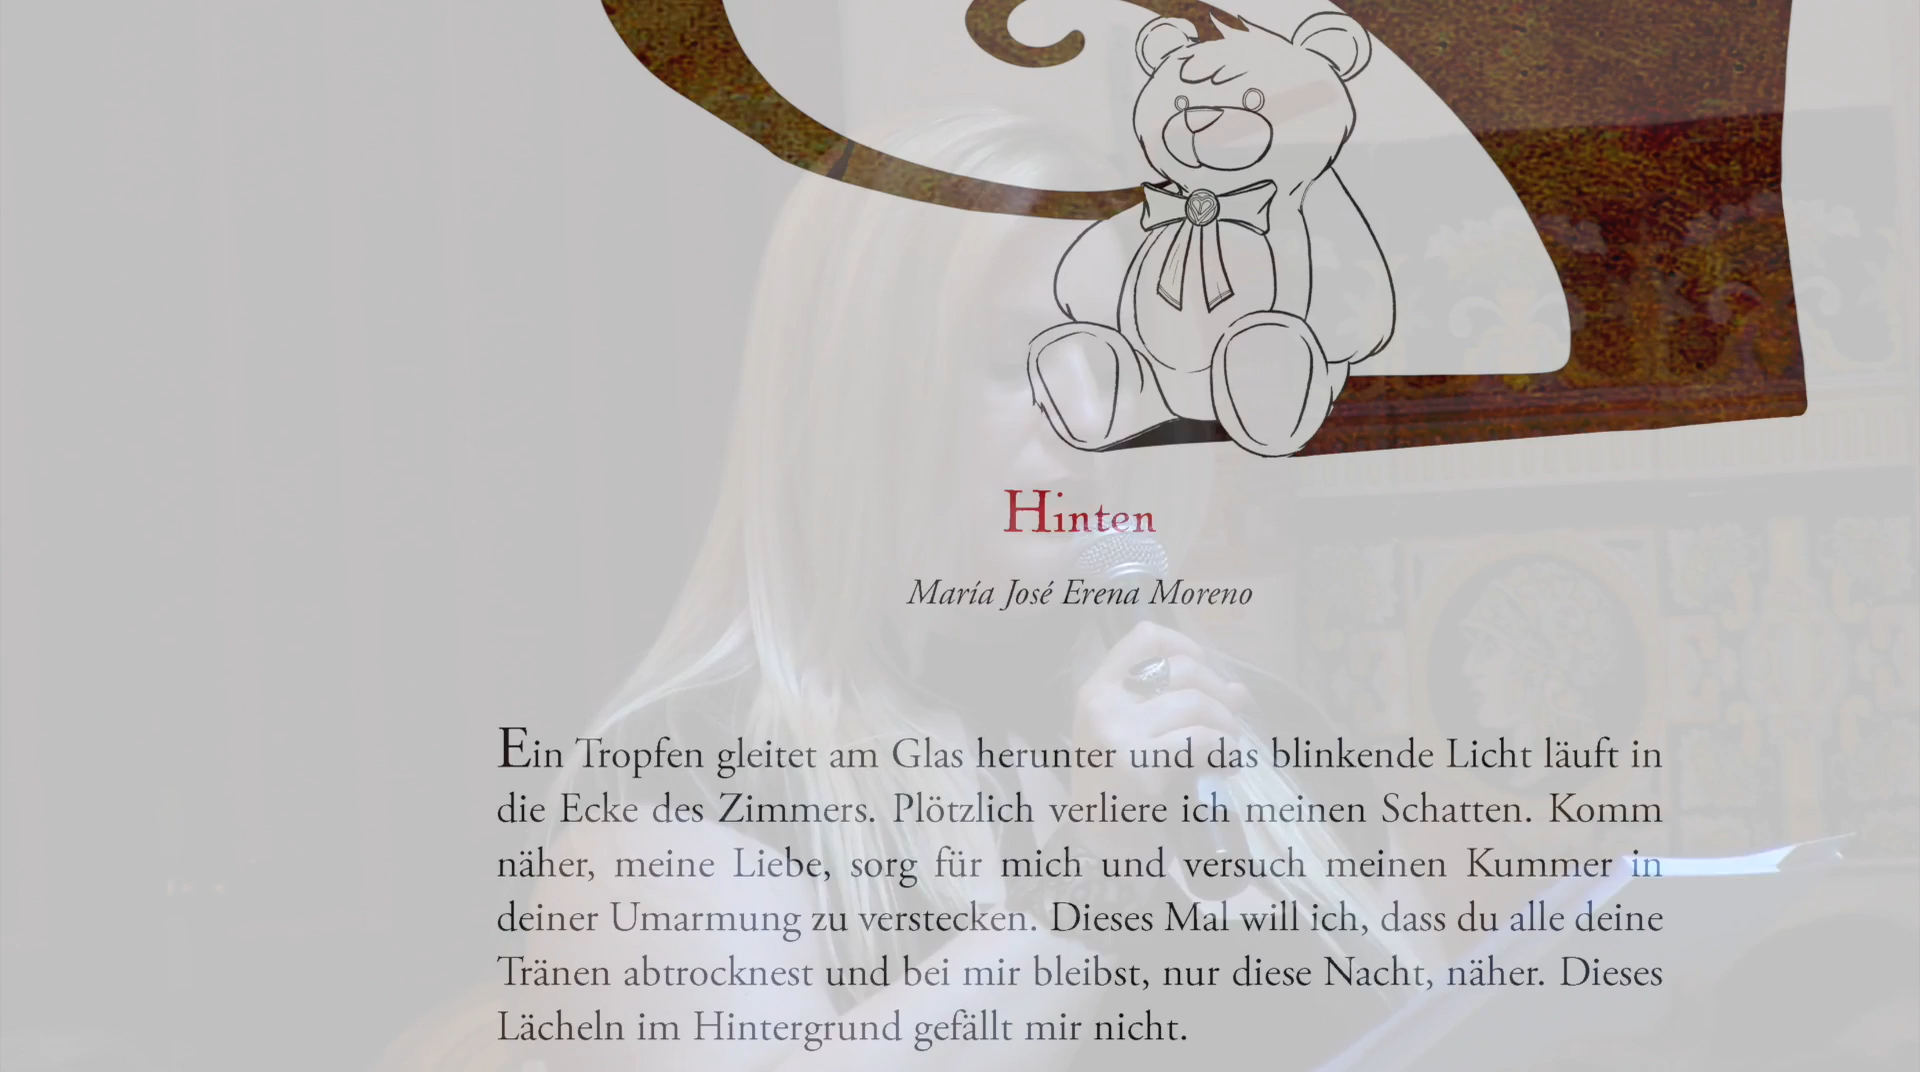 Hinten
María José Erena Moreno
Ein Tropfen gleitet am Glas herunter und das blinkende Licht läuft in
die Ecke des Zimmers. Plötzlich verliere ich meinen Schatten. Komm
näher, meine Liebe, sorg für mich und versuch meinen Kummer in
deiner Umarmung zu verstecken. Dieses Mal will ich, dass du alle deine
Tränen abtrocknest und bei mir bleibst, nur diese Nacht, näher. Dieses
Lächeln im Hintergrund gefällt mir nicht.